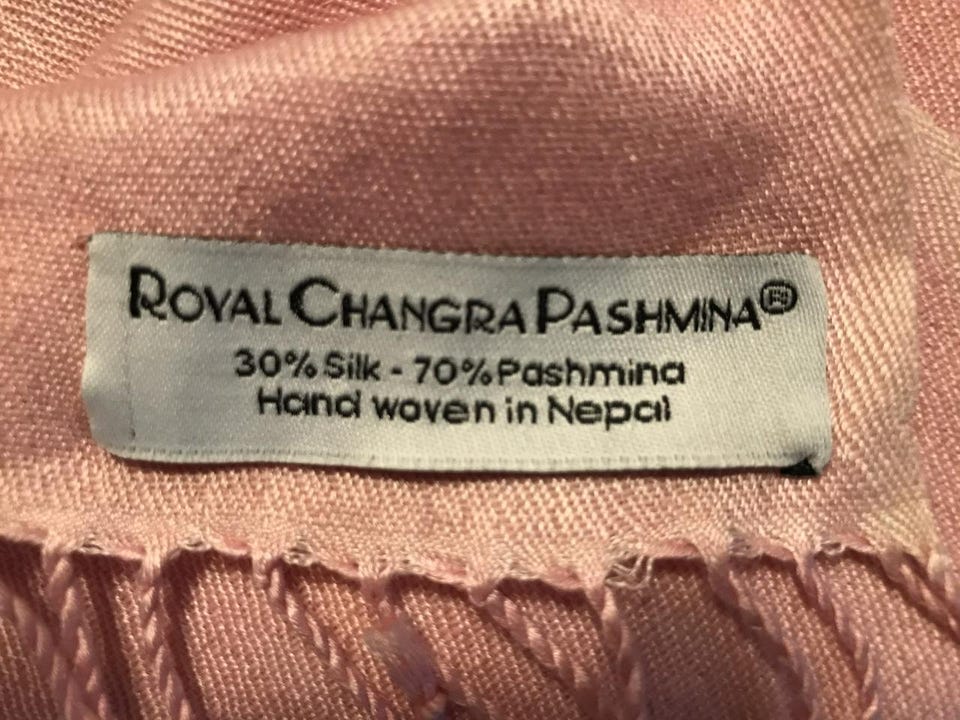 ROYAL CHANGRA PASHMINA®
30% Silk - 70% Pashmina
Hand woven in Nepal